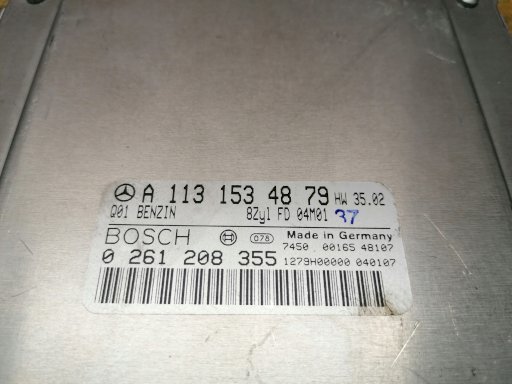 A 113 153 48 79 HW 35.02
Q01 BENZIN 8Zyl FD 04M01 37
BOSCH 078 Made in Germany
7450 00165 48107
0 261 208 355 1279H00000 040107